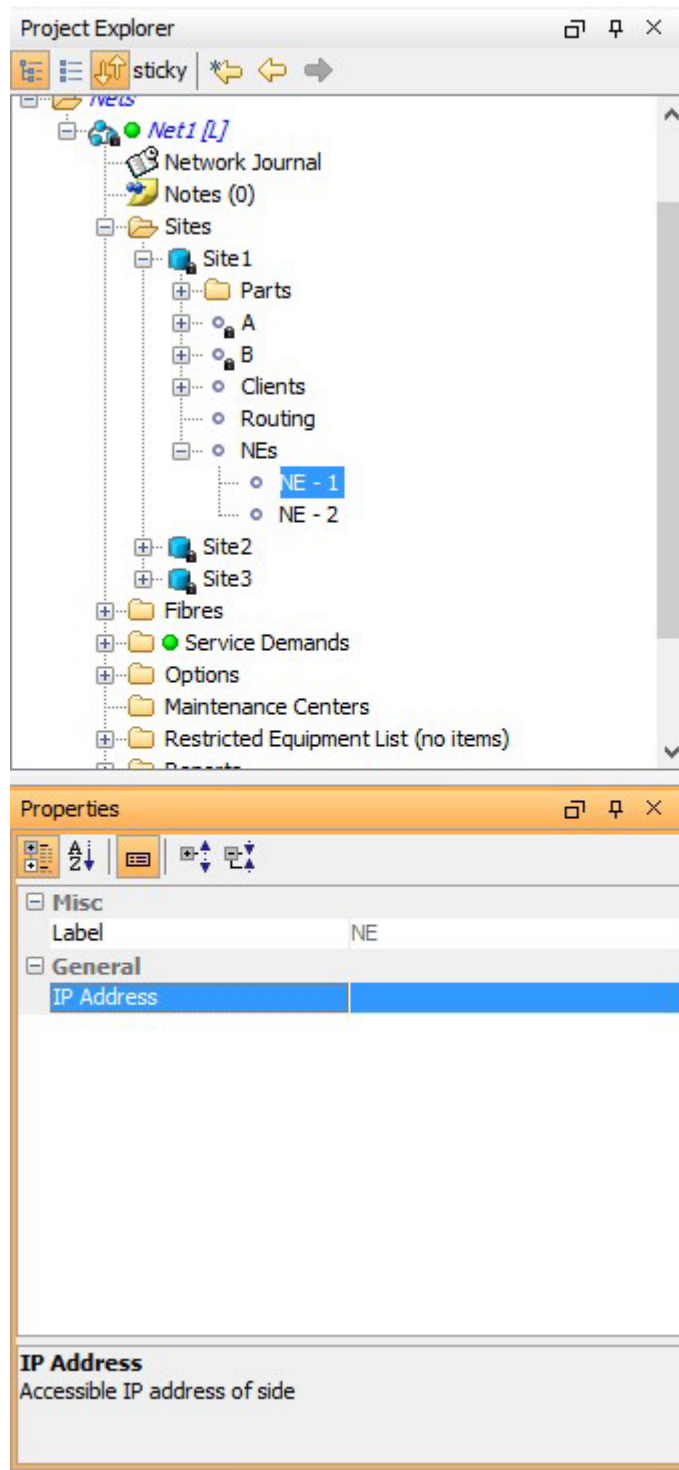 Project Explorer
sticky
Nets
Net1 [L]
Network Journal
Notes (0)
Sites
Site1
Parts
A
B
Clients
Routing
NEs
NE - 1
NE - 2
Site2
Site3
Fibres
Service Demands
Options
Maintenance Centers
Restricted Equipment List (no items)
Reports
Properties
Misc
Label NE
General
IP Address
IP Address
Accessible IP address of side